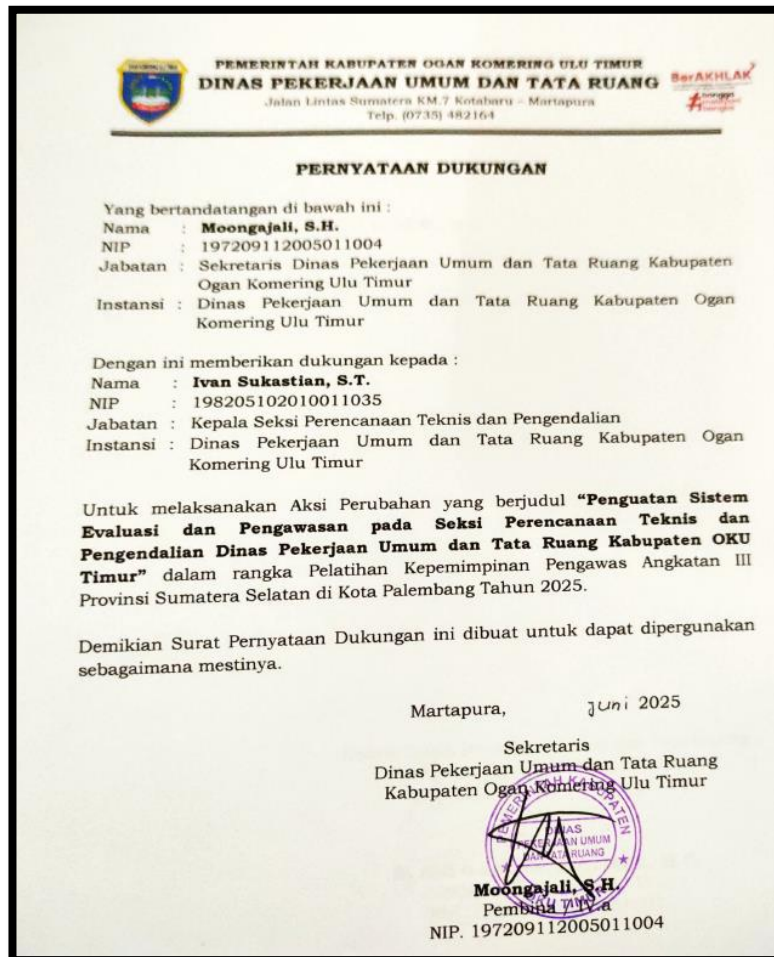 PEMERINTAH KABUPATEN OGAN KOMERING ULU TIMUR
DINAS PEKERJAAN UMUM DAN TATA RUANG
Jalan Lintas Sumatera KM.7 Kotabaru – Martapura
Telp. (0735) 482164
BerAKHLAK
#bangga
PERNYATAAN DUKUNGAN
Yang bertandatangan di bawah ini :
Nama : Moongajali, S.H.
NIP : 197209112005011004
Jabatan : Sekretaris Dinas Pekerjaan Umum dan Tata Ruang Kabupaten
Ogan Komering Ulu Timur
Instansi : Dinas Pekerjaan Umum dan Tata Ruang Kabupaten Ogan
Komering Ulu Timur
Dengan ini memberikan dukungan kepada :
Nama : Ivan Sukastian, S.T.
NIP : 198205102010011035
Jabatan : Kepala Seksi Perencanaan Teknis dan Pengendalian
Instansi : Dinas Pekerjaan Umum dan Tata Ruang Kabupaten Ogan
Komering Ulu Timur
Untuk melaksanakan Aksi Perubahan yang berjudul “Penguatan Sistem
Evaluasi dan Pengawasan pada Seksi Perencanaan Teknis dan
Pengendalian Dinas Pekerjaan Umum dan Tata Ruang Kabupaten OKU
Timur” dalam rangka Pelatihan Kepemimpinan Pengawas Angkatan III
Provinsi Sumatera Selatan di Kota Palembang Tahun 2025.
Demikian Surat Pernyataan Dukungan ini dibuat untuk dapat dipergunakan
sebagaimana mestinya.
Martapura, Juni 2025
Sekretaris
Dinas Pekerjaan Umum dan Tata Ruang
Kabupaten Ogan Komering Ulu Timur
PEMERINTAH KABUPATEN
DINAS
PEKERJAAN UMUM
DAN TATA RUANG
OKU TIMUR
Moongajali, S.H.
Pembina / IV.a
NIP. 197209112005011004